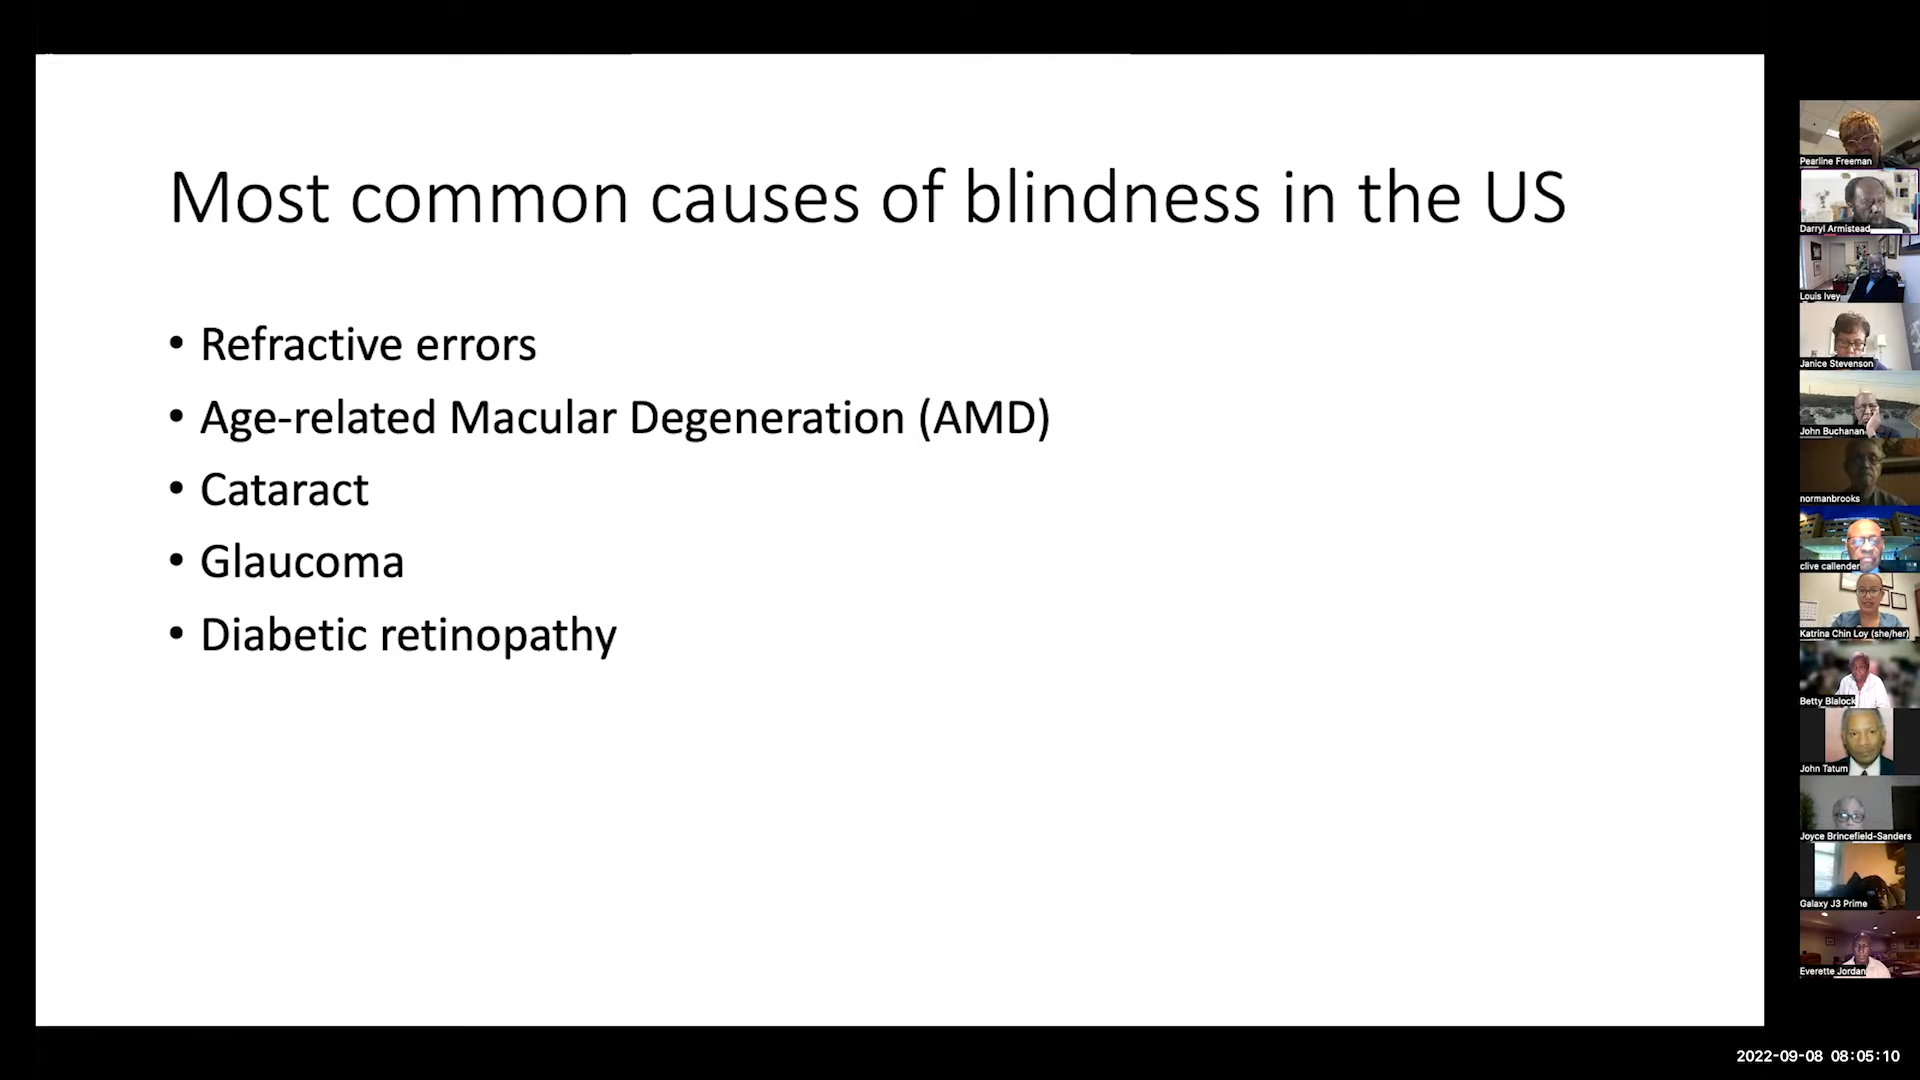 Most common causes of blindness in the US
• Refractive errors
• Age-related Macular Degeneration (AMD)
• Cataract
• Glaucoma
• Diabetic retinopathy
Pearline Freeman
Darryl Armistead
Louis Ivey
Janice Stevenson
John Buchanan
normanbrooks
clive callender
Katrina Chin Loy (she/her)
Betty Blalock
John Tatum
Joyce Brincefield-Sanders
Galaxy J3 Prime
Everette Jordan
2022-09-08 08:05:10